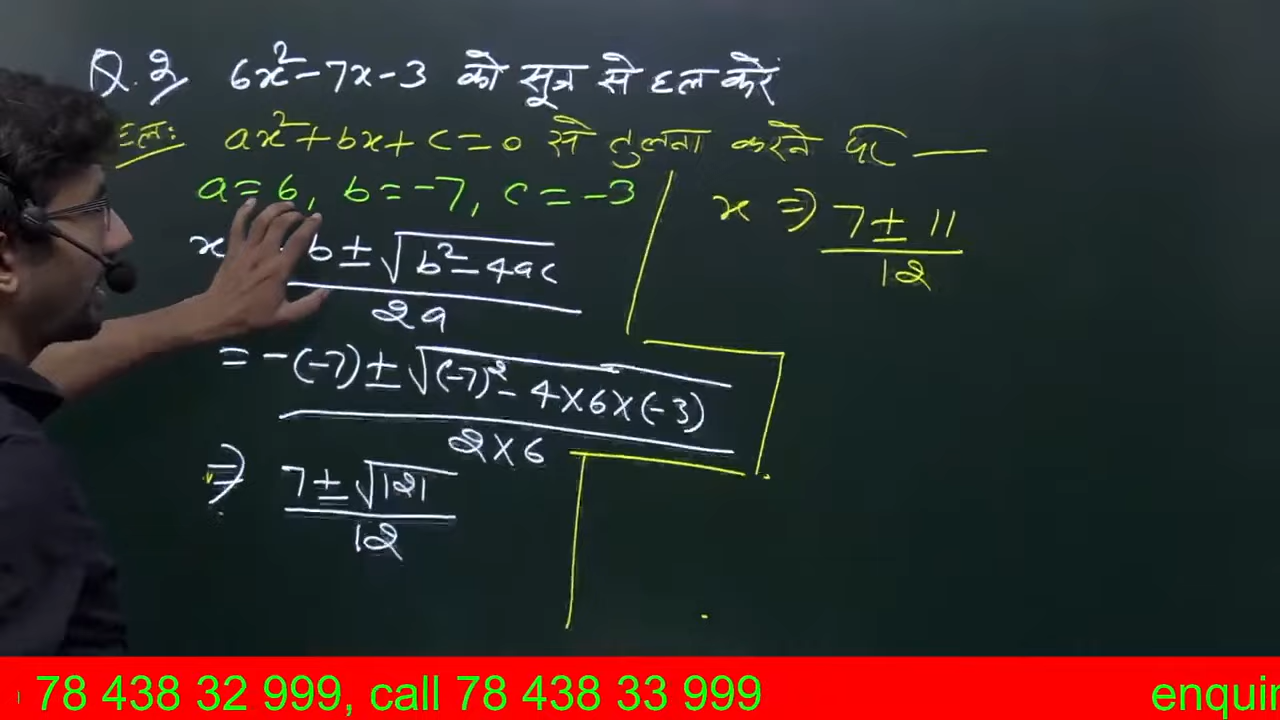 Q.2 6x²-7x-3 को सूत्र से हल करें
हल: ax²+bx+c=0 से तुलना करने पर —
a=6, b=-7, c=-3
x b±√b²-4ac
2a
= -(-7)±√(-7)²-4×6×(-3)
2×6
⇒ 7±√121
12
x ⇒ 7±11
12
78 438 32 999, call 78 438 33 999 enquir